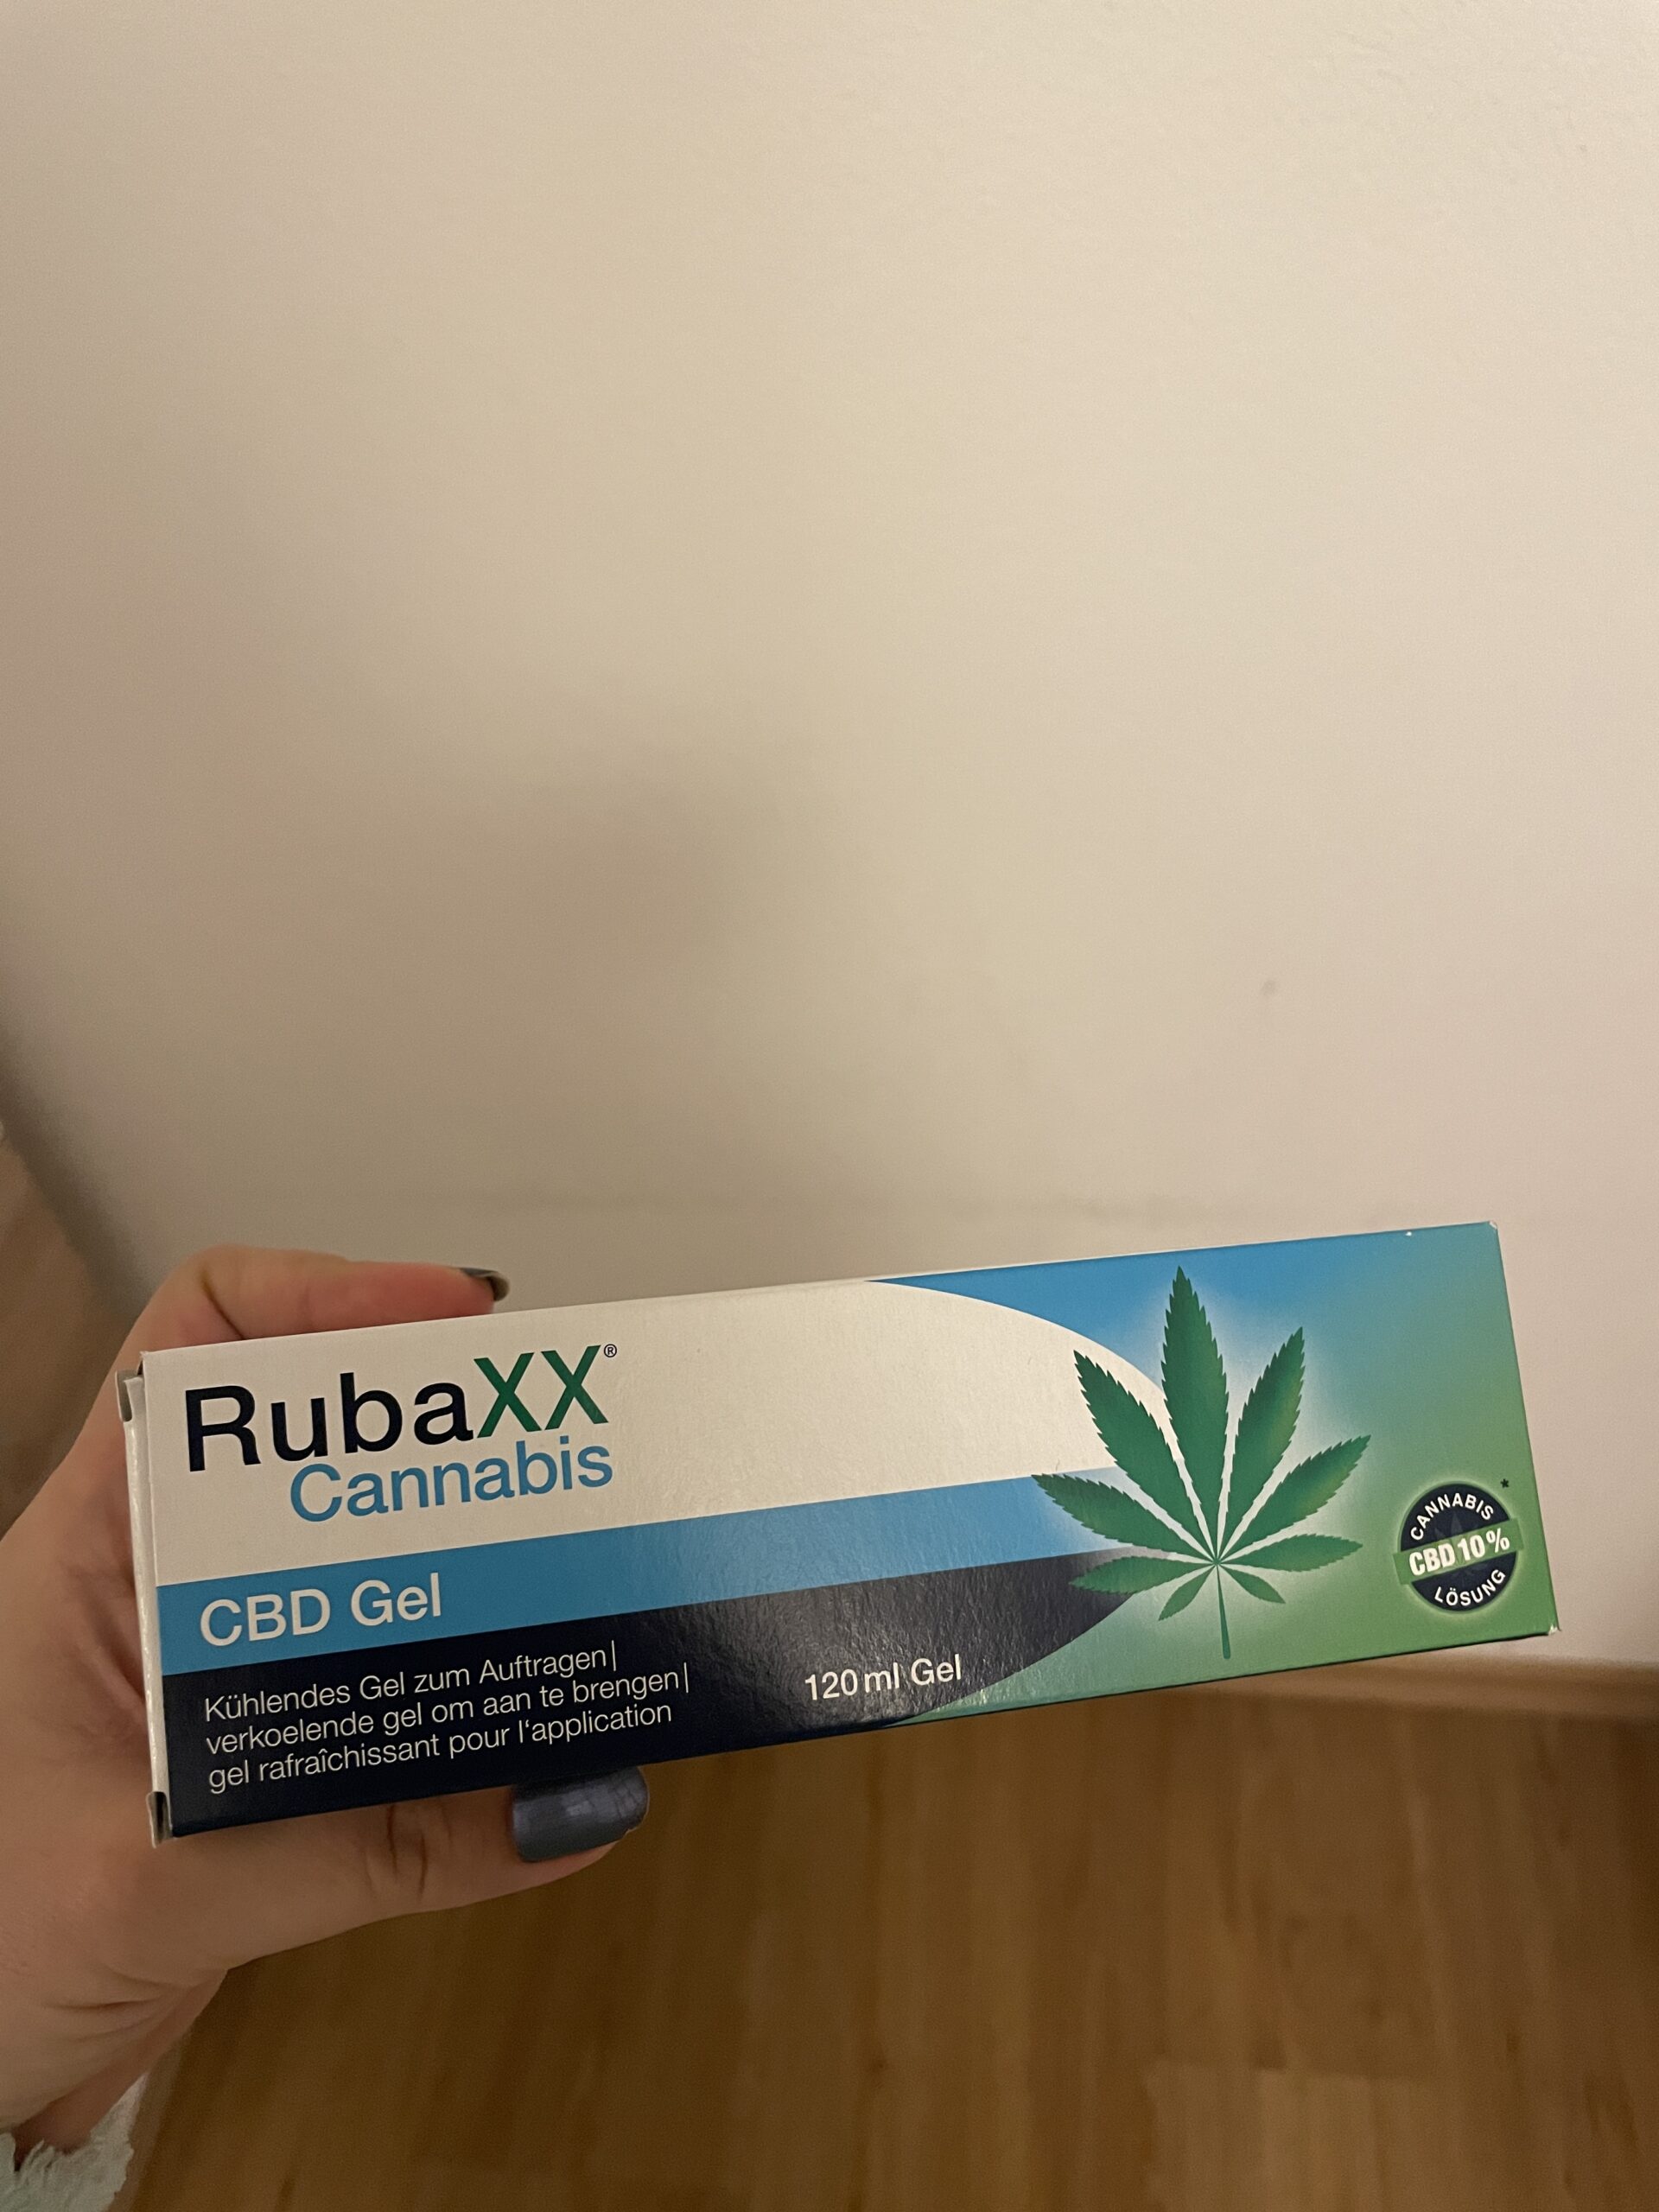 RubaXX®
Cannabis
CBD Gel
Kühlendes Gel zum Auftragen|
verkoelende gel om aan te brengen|
gel rafraîchissant pour l'application
120 ml Gel
CANNABIS *
CBD 10%
LÖSUNG